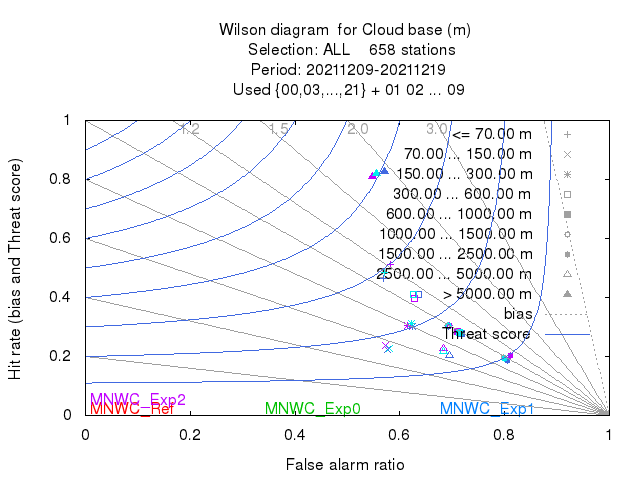 Wilson diagram  for Cloud base (m)
Selection: ALL    658 stations
Period: 20211209-20211219
Used {00,03,...,21} + 01 02 ... 09
1.2 1.5 2.0 3.0
<= 70.00 m
70.00 ... 150.00 m
150.00 ... 300.00 m
300.00 ... 600.00 m
600.00 ... 1000.00 m
1000.00 ... 1500.00 m
1500.00 ... 2500.00 m
2500.00 ... 5000.00 m
> 5000.00 m
bias
Threat score
1
0.8
0.6
0.4
0.2
0
Hit rate (bias and Threat score)
MNWC_Exp2
MNWC_Ref MNWC_Exp0 MNWC_Exp1
0 0.2 0.4 0.6 0.8 1
False alarm ratio